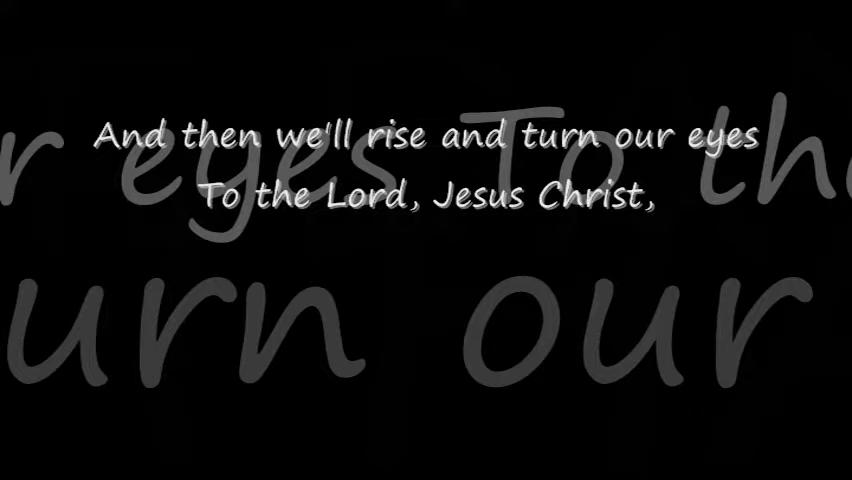 And then we'll rise and turn our eyes
To the Lord, Jesus Christ,
r eyes To th
urn our